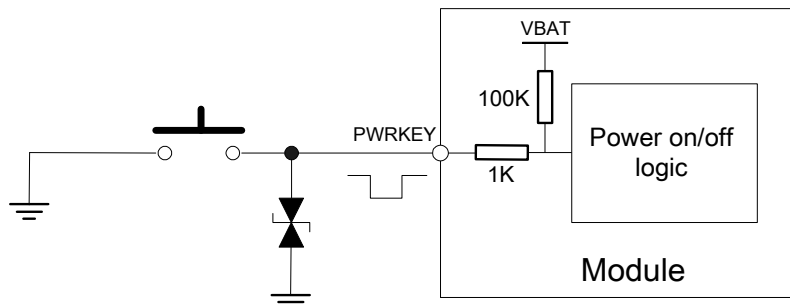 VBAT
100K
PWRKEY
1K
Power on/off
logic
Module